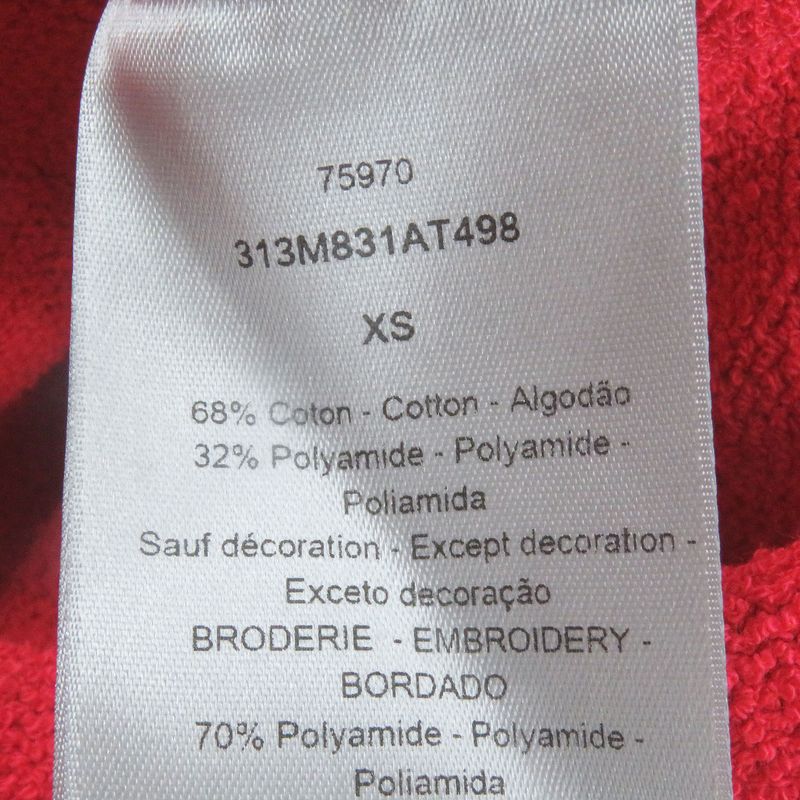 75970
313M831AT498
XS
68% Coton - Cotton - Algodão
32% Polyamide - Polyamide -
Poliamida
Sauf décoration - Except decoration -
Exceto decoração
BRODERIE - EMBROIDERY -
BORDADO
70% Polyamide - Polyamide -
Poliamida